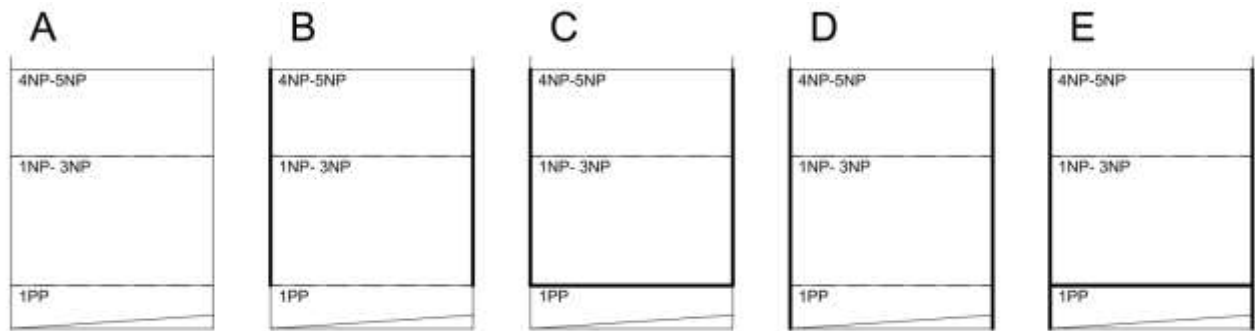 A B C D E
4NP-5NP 4NP-5NP 4NP-5NP 4NP-5NP 4NP-5NP
1NP- 3NP 1NP- 3NP 1NP- 3NP 1NP- 3NP 1NP- 3NP
1PP 1PP 1PP 1PP 1PP